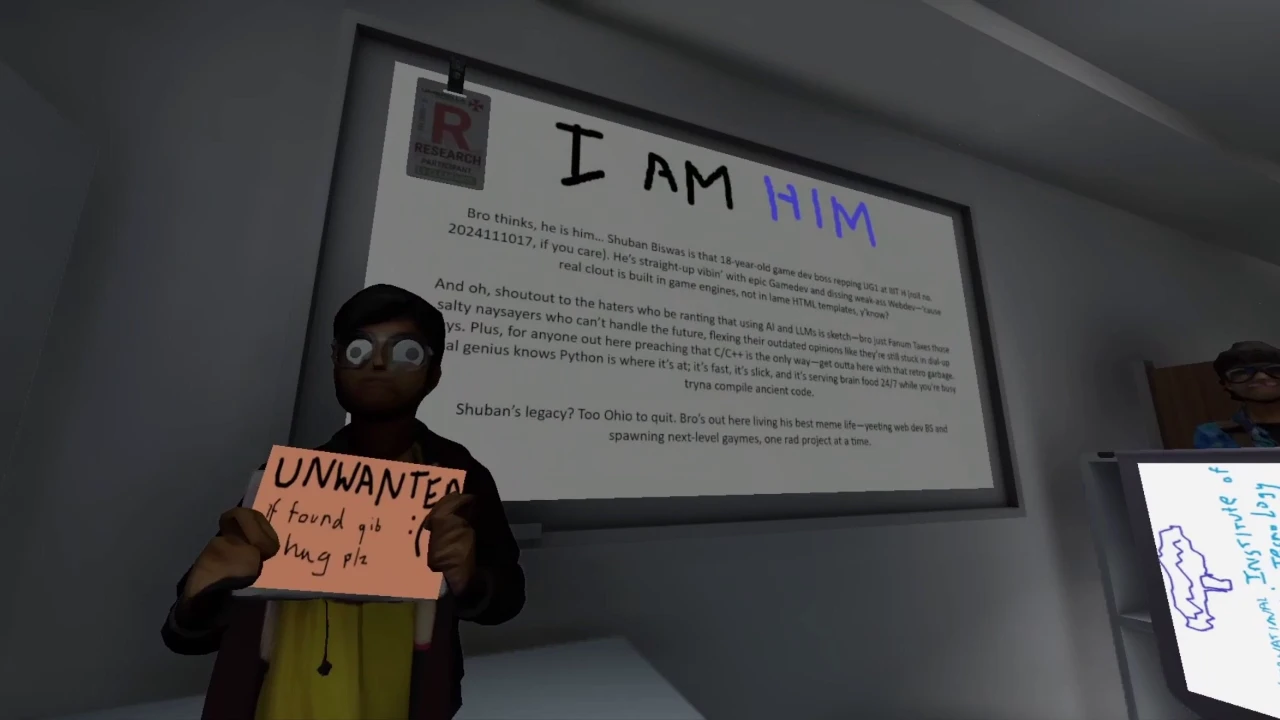 R
RESEARCH
PARTICIPANT
I AM HIM
Bro thinks, he is him... Shuban Biswas is that 18-year-old game dev boss repping UG1 at IIIT H (roll no.
2024111017, if you care). He's straight-up vibin' with epic Gamedev and dissing weak-ass Webdev—'cause
real clout is built in game engines, not in lame HTML templates, y'know?
And oh, shoutout to the haters who be ranting that using AI and LLMs is sketch—bro just Fanum Taxes those
salty naysayers who can't handle the future, flexing their outdated opinions like they're still stuck in dial-up
ys. Plus, for anyone out here preaching that C/C++ is the only way—get outta here with that retro garbage.
al genius knows Python is where it's at; it's fast, it's slick, and it's serving brain food 24/7 while you're busy
tryna compile ancient code.
Shuban's legacy? Too Ohio to quit. Bro's out here living his best meme life—yeeting web dev BS and
spawning next-level gaymes, one rad project at a time.
UNWANTED
if found gib :(
hug plz
INSTITUTE of